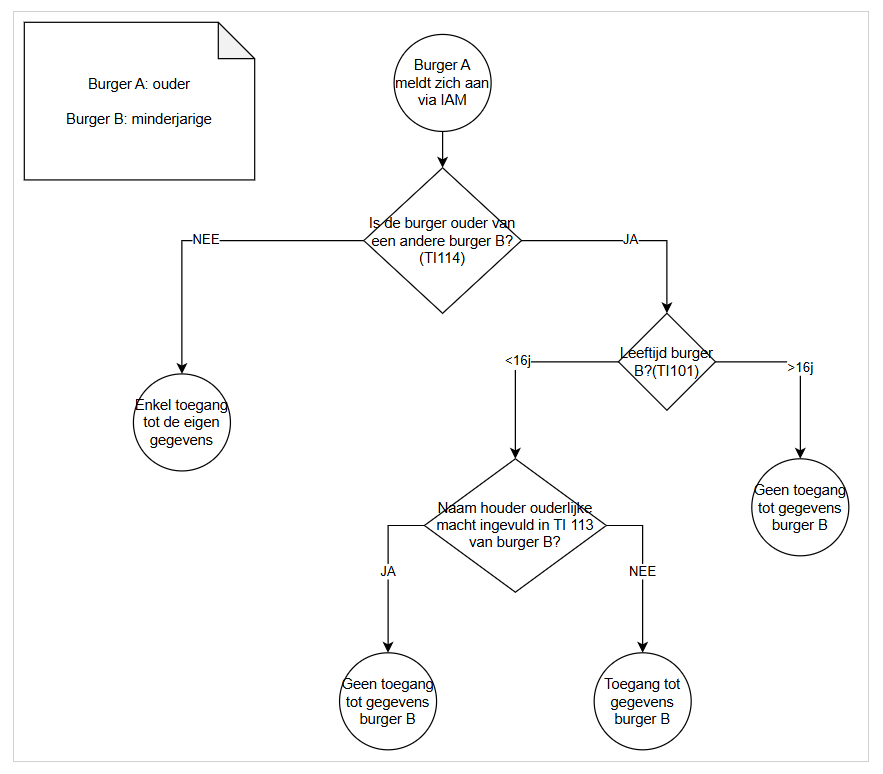 Burger A: ouder
Burger B: minderjarige
Burger A
meldt zich aan
via IAM
Is de burger ouder van
een andere burger B?
(TI114)
NEE
JA
Enkel toegang
tot de eigen
gegevens
Leeftijd burger
B?(TI101)
<16j
>16j
Naam houder ouderlijke
macht ingevuld in TI 113
van burger B?
Geen toegang
tot gegevens
burger B
JA
NEE
Geen toegang
tot gegevens
burger B
Toegang tot
gegevens
burger B